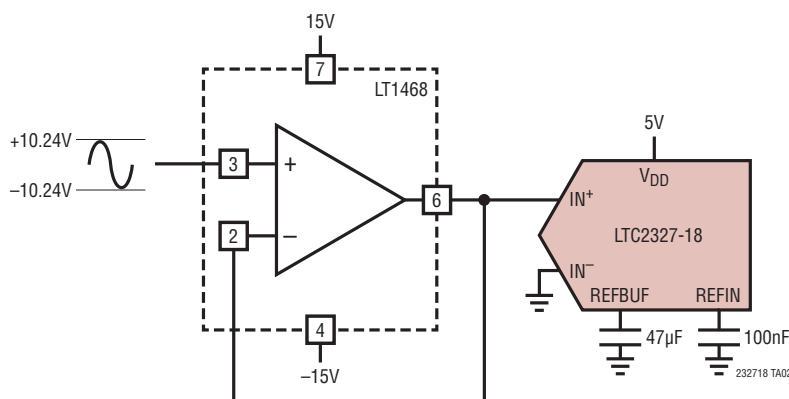 15V
7
LT1468
+10.24V
–10.24V
3
+
6
2
–
4
–15V
5V
VDD
IN+
LTC2327-18
IN–
REFBUF
REFIN
47µF
100nF
232718 TA02